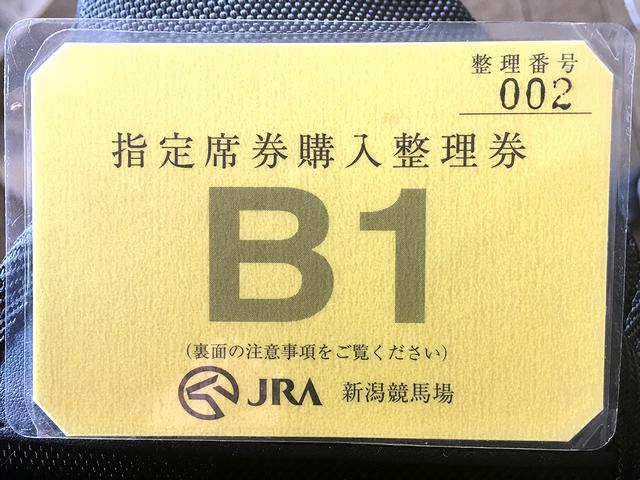 整理番号
002
指定席券購入整理券
B1
(裏面の注意事項をご覧ください)
JRA 新潟競馬場